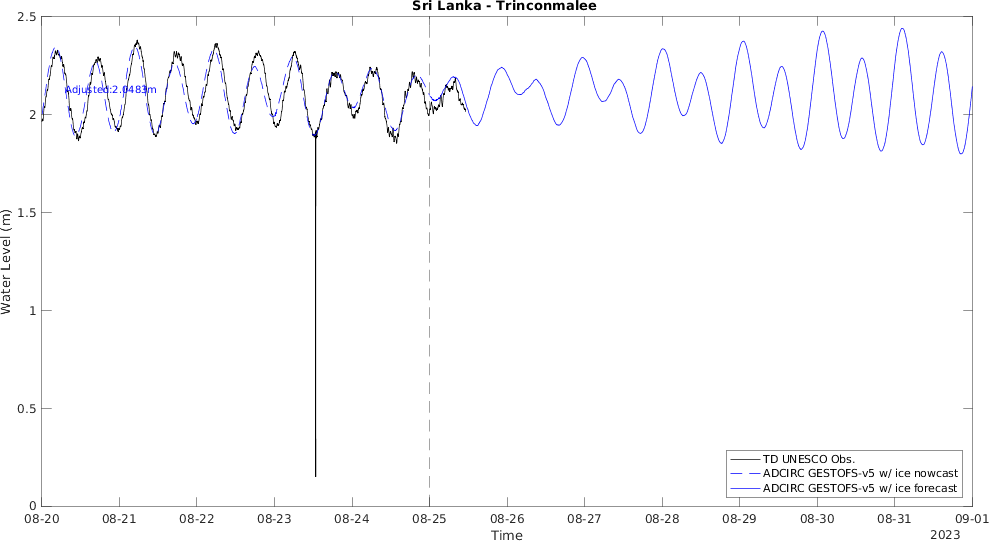 Sri Lanka - Trinconmalee
2.5
2
1.5
1
0.5
0
Water Level (m)
Adjusted:2.0483m
TD UNESCO Obs.
ADCIRC GESTOFS-v5 w/ ice nowcast
ADCIRC GESTOFS-v5 w/ ice forecast
08-20 08-21 08-22 08-23 08-24 08-25 08-26 08-27 08-28 08-29 08-30 08-31 09-01
Time
2023